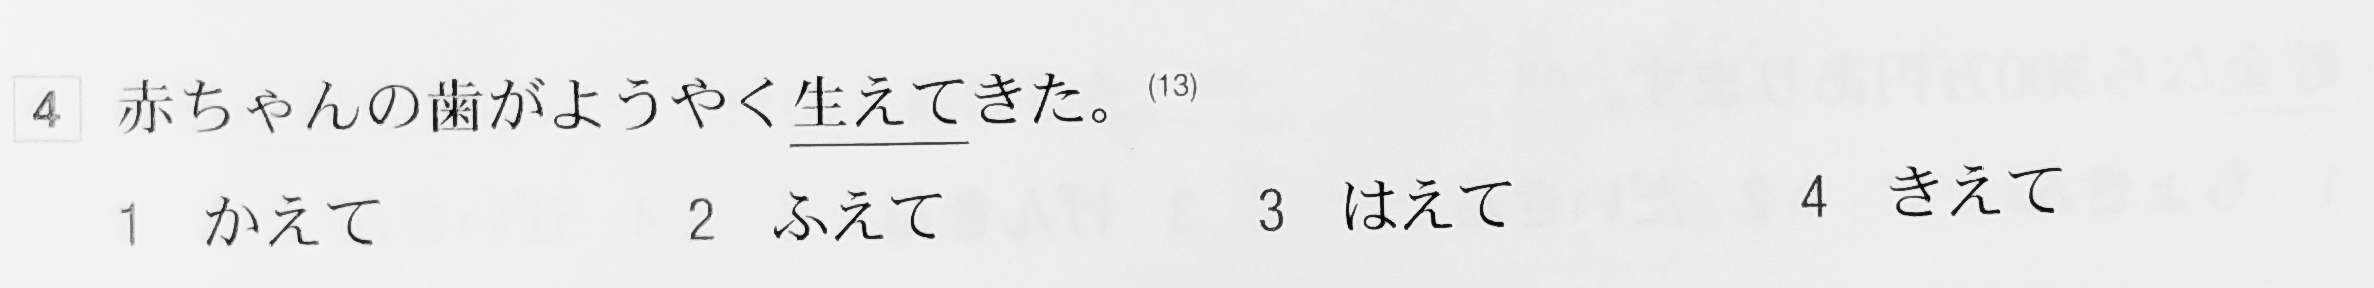 4 赤ちゃんの歯がようやく生えてきた。(13)
1 かえて 2 ふえて 3 はえて 4 きえて